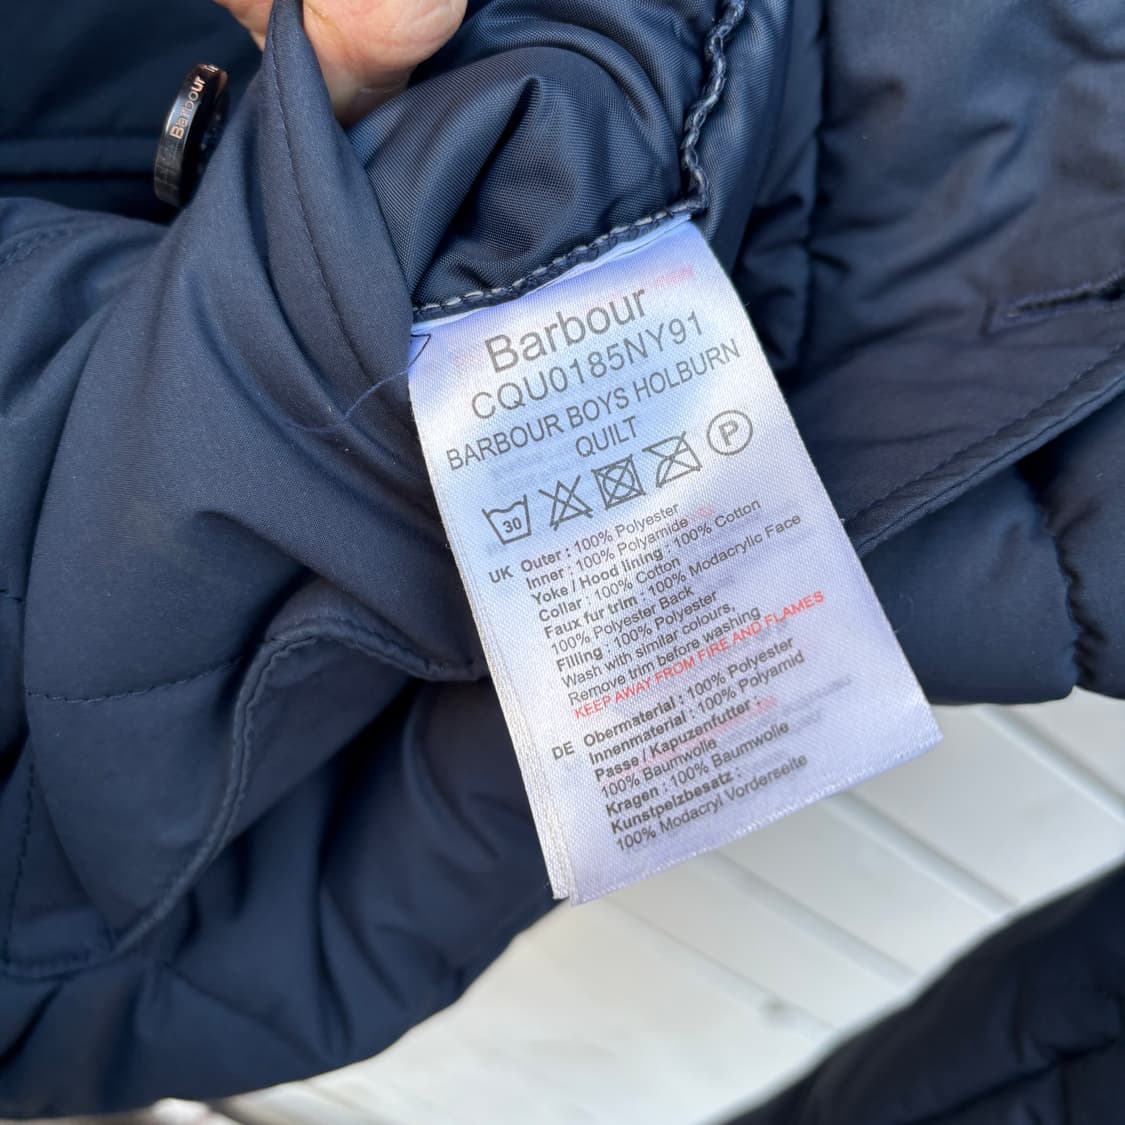 Barbour
Barbour
CQU0185NY91
BARBOUR BOYS HOLBURN
QUILT
30
P
UK Outer : 100% Polyester
Inner : 100% Polyamide
Yoke / Hood lining : 100% Cotton
Collar : 100% Cotton
Faux fur trim : 100% Modacrylic Face
100% Polyester Back
Filling : 100% Polyester
Wash with similar colours,
Remove trim before washing
KEEP AWAY FROM FIRE AND FLAMES
DE Obermaterial : 100% Polyester
Innenmaterial : 100% Polyamid
Passe / Kapuzenfutter :
100% Baumwolle
Kragen : 100% Baumwolle
Kunstpelzbesatz :
100% Modacryl Vorderseite